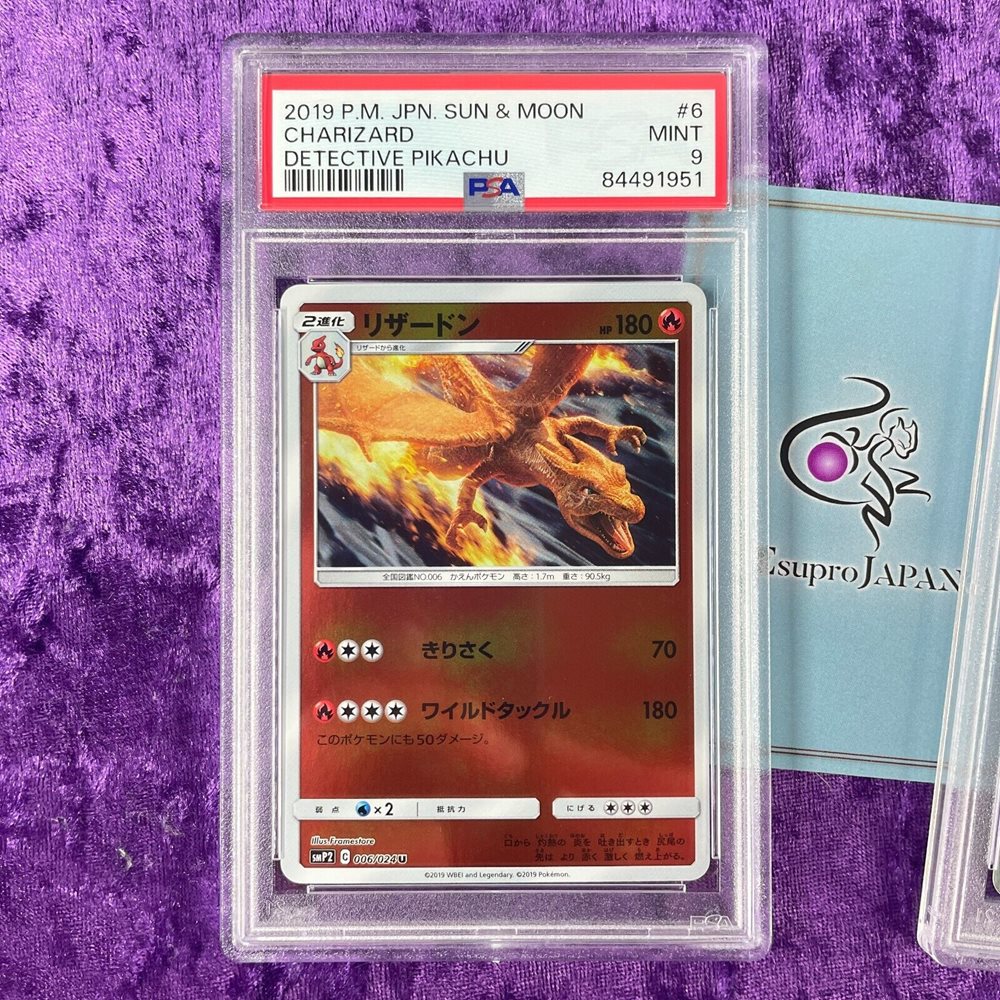 2019 P.M. JPN. SUN & MOON #6
CHARIZARD MINT
DETECTIVE PIKACHU 9
PSA 84491951
2進化 リザードン HP 180
リザードから進化
全国図鑑NO.006 かえんポケモン 高さ:1.7m 重さ:90.5kg
きりさく 70
ワイルドタックル 180
このポケモンにも50ダメージ。
弱点 ×2 抵抗力 にげる
Illus.Framestore
口から 灼熱の 炎を 吐き出すとき 尻尾の
先は より 赤く 激しく 燃え上がる。
SMP2 C 006/024 U
©2019 WBEI and Legendary. ©2019 Pokémon.
PSA
EsuproJAPAN